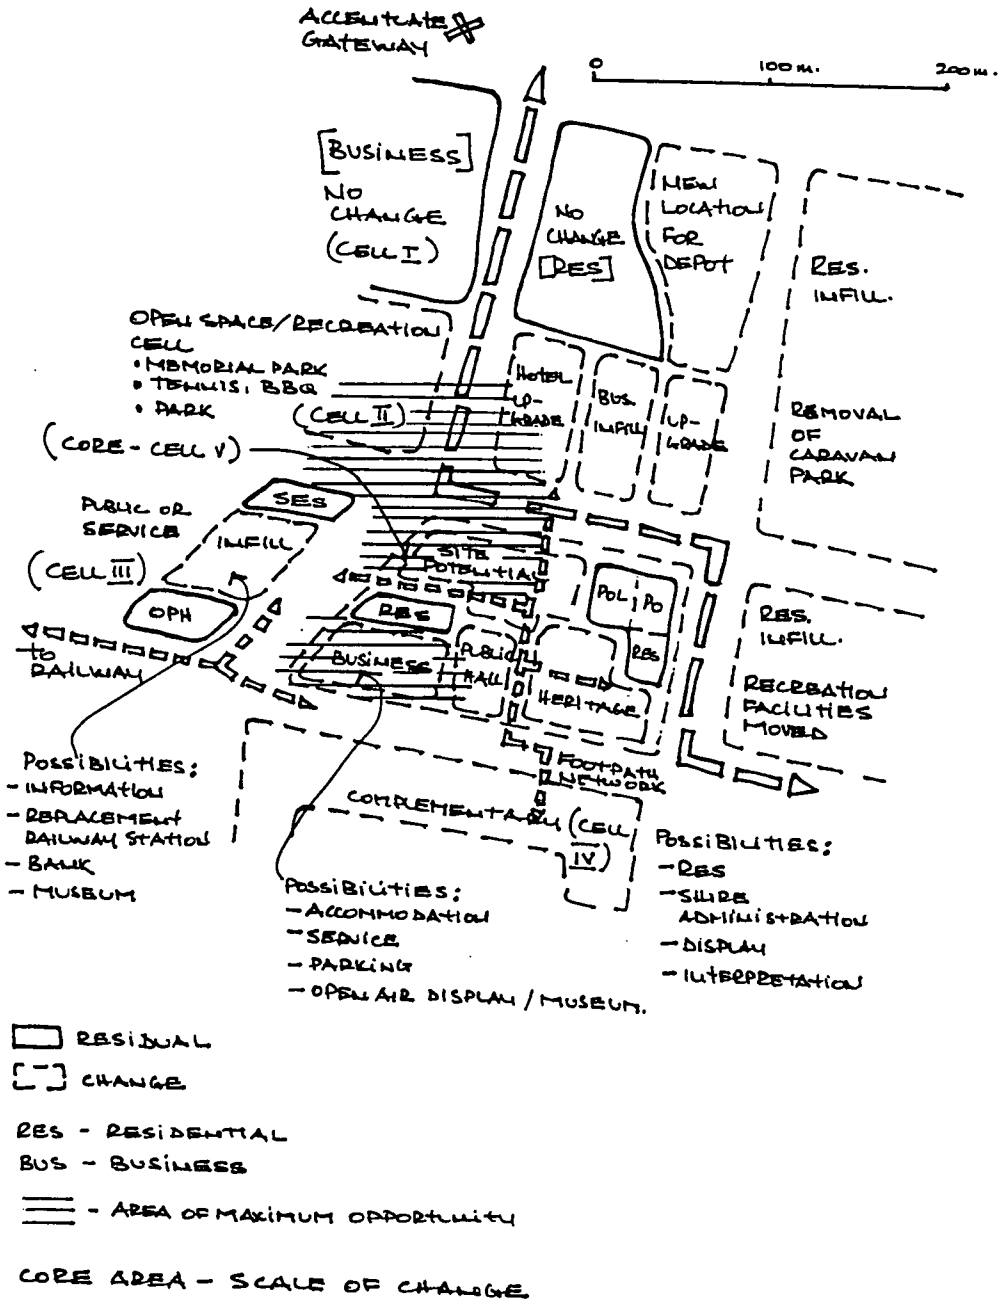 ACCENTUATE
GATEWAY
0 100m. 200m.
[BUSINESS]
NO
CHANGE
(CELL I)
NO
CHANGE
[RES]
NEW
LOCATION
FOR
DEPOT
RES.
INFILL.
OPEN SPACE/RECREATION
CELL
• MEMORIAL PARK
• TENNIS, BBQ
• PARK
(CELL II)
HOTEL
UP-
GRADE
BUS.
INFILL
UP-
GRADE
REMOVAL
OF
CARAVAN
PARK
(CORE-CELL V)
SES
PUBLIC OR
SERVICE
INFILL
(CELL III)
OPH
SITE
POTENTIAL
RES
BUSINESS
PUBLIC
HALL
POL
PO
RES
HERITAGE
RES.
INFILL.
RECREATION
FACILITIES
MOVED
TO
RAILWAY
FOOTPATH
NETWORK
COMPLEMENTARY (CELL
IV)
POSSIBILITIES:
- INFORMATION
- REPLACEMENT
RAILWAY STATION
- BANK
- MUSEUM
POSSIBILITIES:
- ACCOMMODATION
- SERVICE
- PARKING
- OPEN AIR DISPLAY / MUSEUM.
POSSIBILITIES:
- RES
- SHIRE
ADMINISTRATION
- DISPLAY
- INTERPRETATION
RESIDUAL
CHANGE
RES - RESIDENTIAL
BUS - BUSINESS
- AREA OF MAXIMUM OPPORTUNITY
CORE AREA - SCALE OF CHANGE